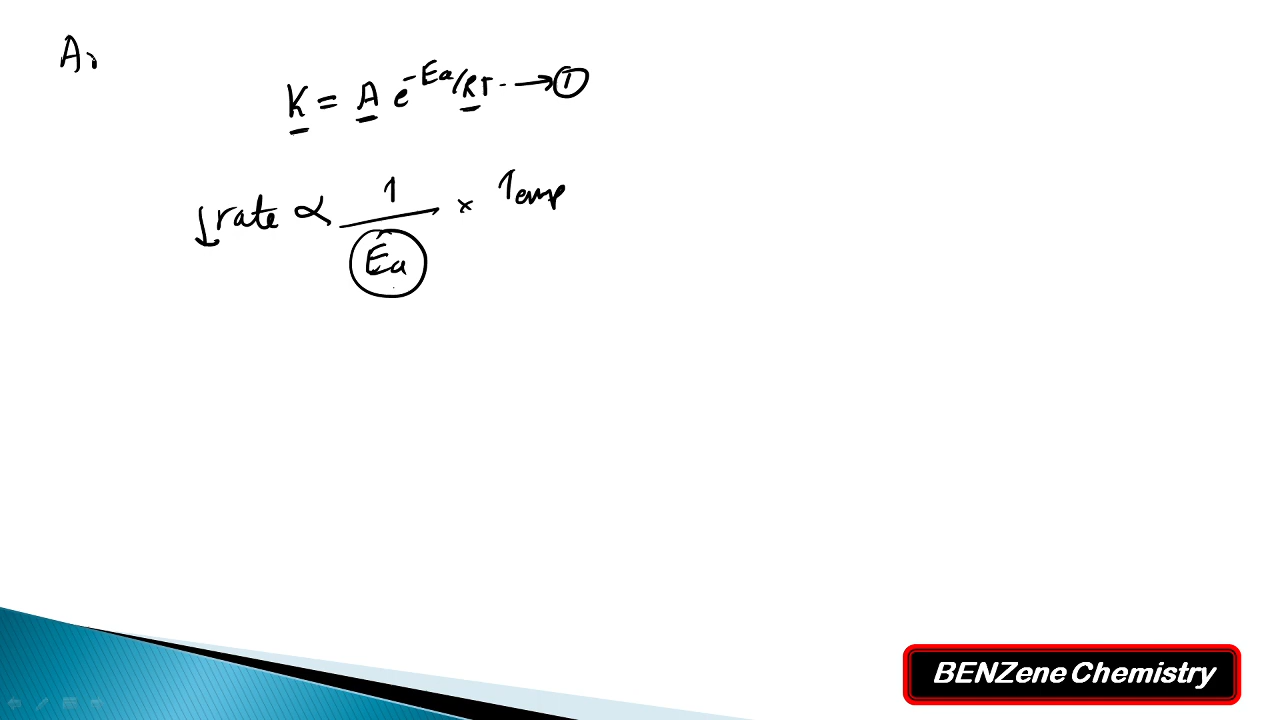 A,
K = A e^-Ea/RT → ①
↓ rate ∝ 1/Ea × Temp
BENZene Chemistry